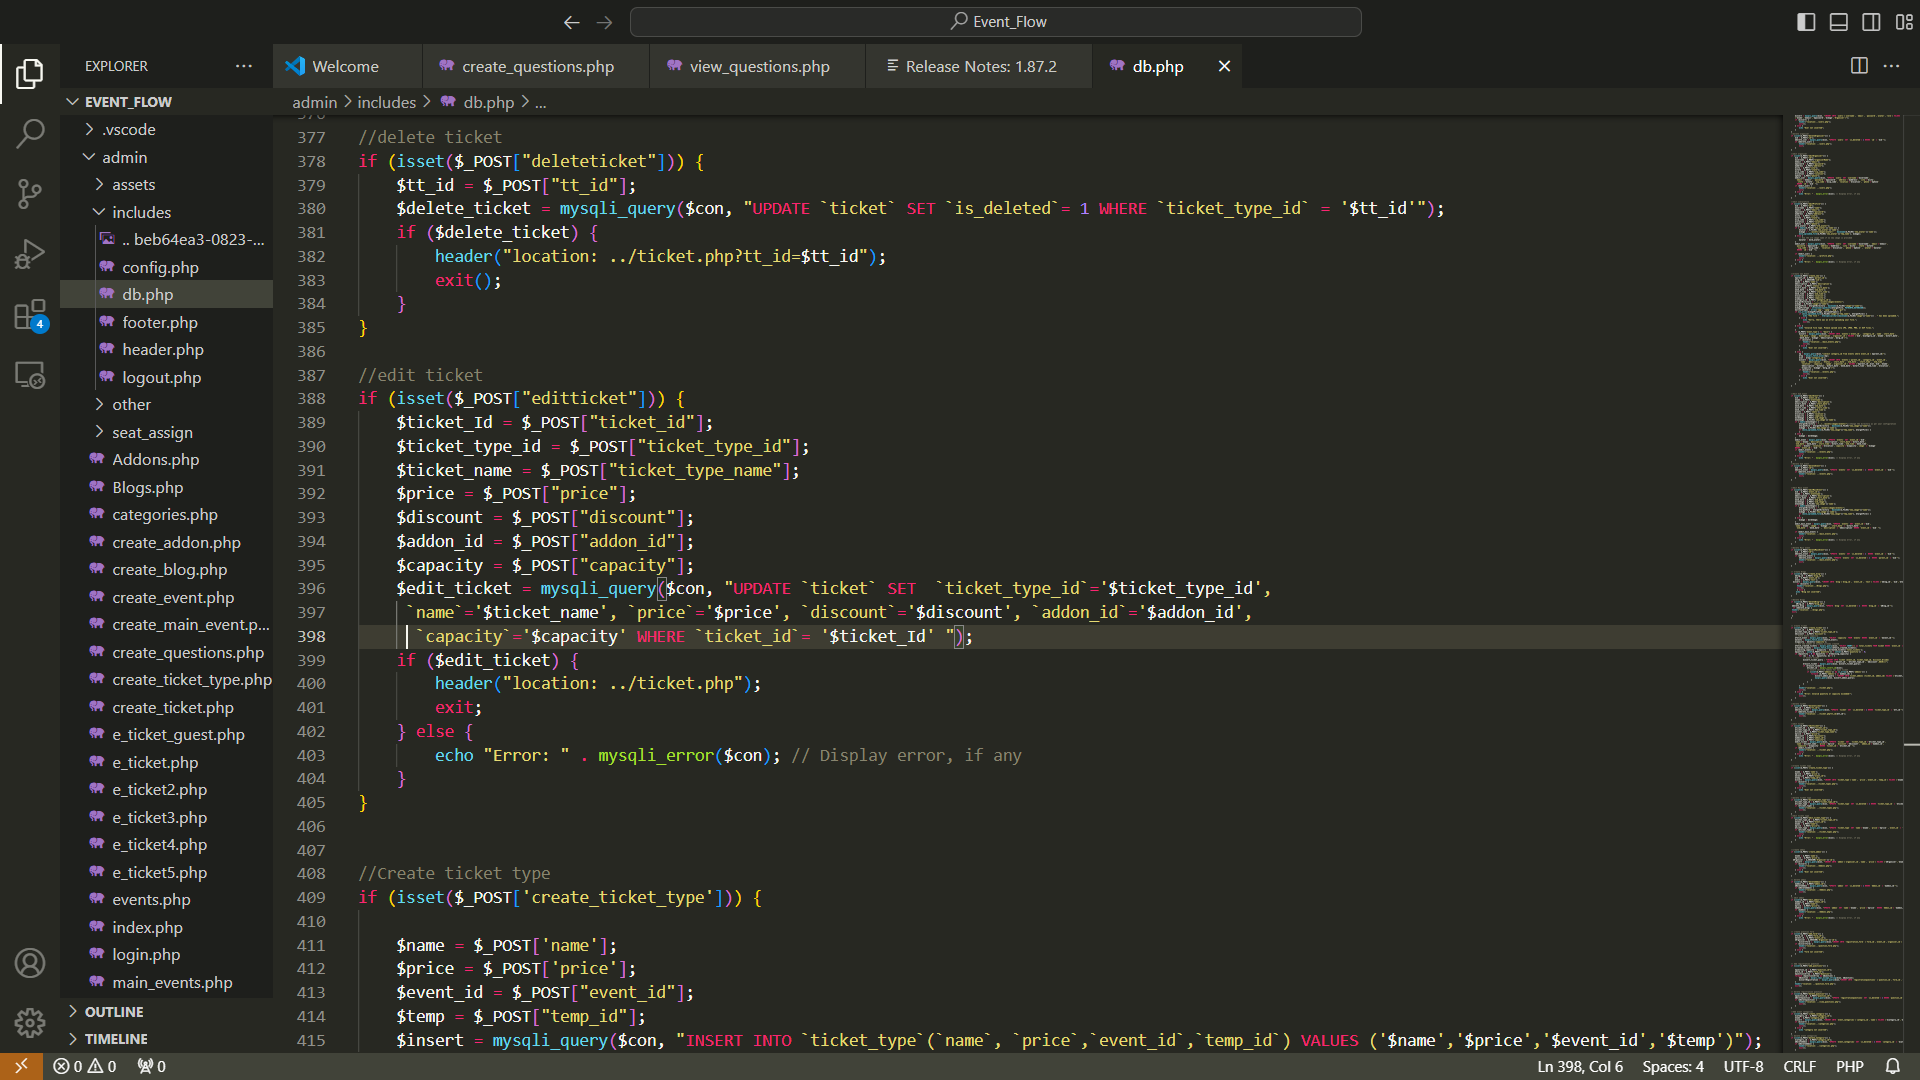 Event_Flow
EXPLORER
Welcome
create_questions.php
view_questions.php
Release Notes: 1.87.2
db.php
EVENT_FLOW
admin > includes > db.php > ...
.vscode
admin
assets
includes
.. beb64ea3-0823-...
config.php
db.php
footer.php
header.php
logout.php
other
seat_assign
Addons.php
Blogs.php
categories.php
create_addon.php
create_blog.php
create_event.php
create_main_event.p...
create_questions.php
create_ticket_type.php
create_ticket.php
e_ticket_guest.php
e_ticket.php
e_ticket2.php
e_ticket3.php
e_ticket4.php
e_ticket5.php
events.php
index.php
login.php
main_events.php
OUTLINE
TIMELINE
4
376
377 //delete ticket
378 if (isset($_POST["deleteticket"])) {
379 $tt_id = $_POST["tt_id"];
380 $delete_ticket = mysqli_query($con, "UPDATE `ticket` SET `is_deleted`= 1 WHERE `ticket_type_id` = '$tt_id'");
381 if ($delete_ticket) {
382 header("location: ../ticket.php?tt_id=$tt_id");
383 exit();
384 }
385 }
386
387 //edit ticket
388 if (isset($_POST["editticket"])) {
389 $ticket_Id = $_POST["ticket_id"];
390 $ticket_type_id = $_POST["ticket_type_id"];
391 $ticket_name = $_POST["ticket_type_name"];
392 $price = $_POST["price"];
393 $discount = $_POST["discount"];
394 $addon_id = $_POST["addon_id"];
395 $capacity = $_POST["capacity"];
396 $edit_ticket = mysqli_query($con, "UPDATE `ticket` SET  `ticket_type_id`='$ticket_type_id',
397 `name`='$ticket_name', `price`='$price', `discount`='$discount', `addon_id`='$addon_id',
398 `capacity`='$capacity' WHERE `ticket_id`= '$ticket_Id' ");
399 if ($edit_ticket) {
400 header("location: ../ticket.php");
401 exit;
402 } else {
403 echo "Error: " . mysqli_error($con); // Display error, if any
404 }
405 }
406
407
408 //Create ticket type
409 if (isset($_POST['create_ticket_type'])) {
410
411 $name = $_POST['name'];
412 $price = $_POST['price'];
413 $event_id = $_POST["event_id"];
414 $temp = $_POST["temp_id"];
415 $insert = mysqli_query($con, "INSERT INTO `ticket_type`(`name`, `price`,`event_id`,`temp_id`) VALUES ('$name','$price','$event_id','$temp')");
0 0 0 Ln 398, Col 6 Spaces: 4 UTF-8 CRLF PHP